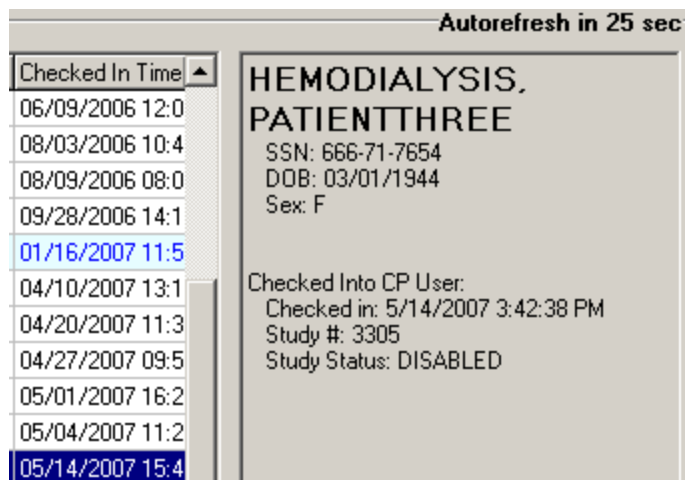 Autorefresh in 25 sec
Checked In Time
06/09/2006 12:0
08/03/2006 10:4
08/09/2006 08:0
09/28/2006 14:1
01/16/2007 11:5
04/10/2007 13:1
04/20/2007 11:3
04/27/2007 09:5
05/01/2007 16:2
05/04/2007 11:2
05/14/2007 15:4
HEMODIALYSIS,
PATIENTTHREE
SSN: 666-71-7654
DOB: 03/01/1944
Sex: F
Checked Into CP User:
Checked in: 5/14/2007 3:42:38 PM
Study #: 3305
Study Status: DISABLED